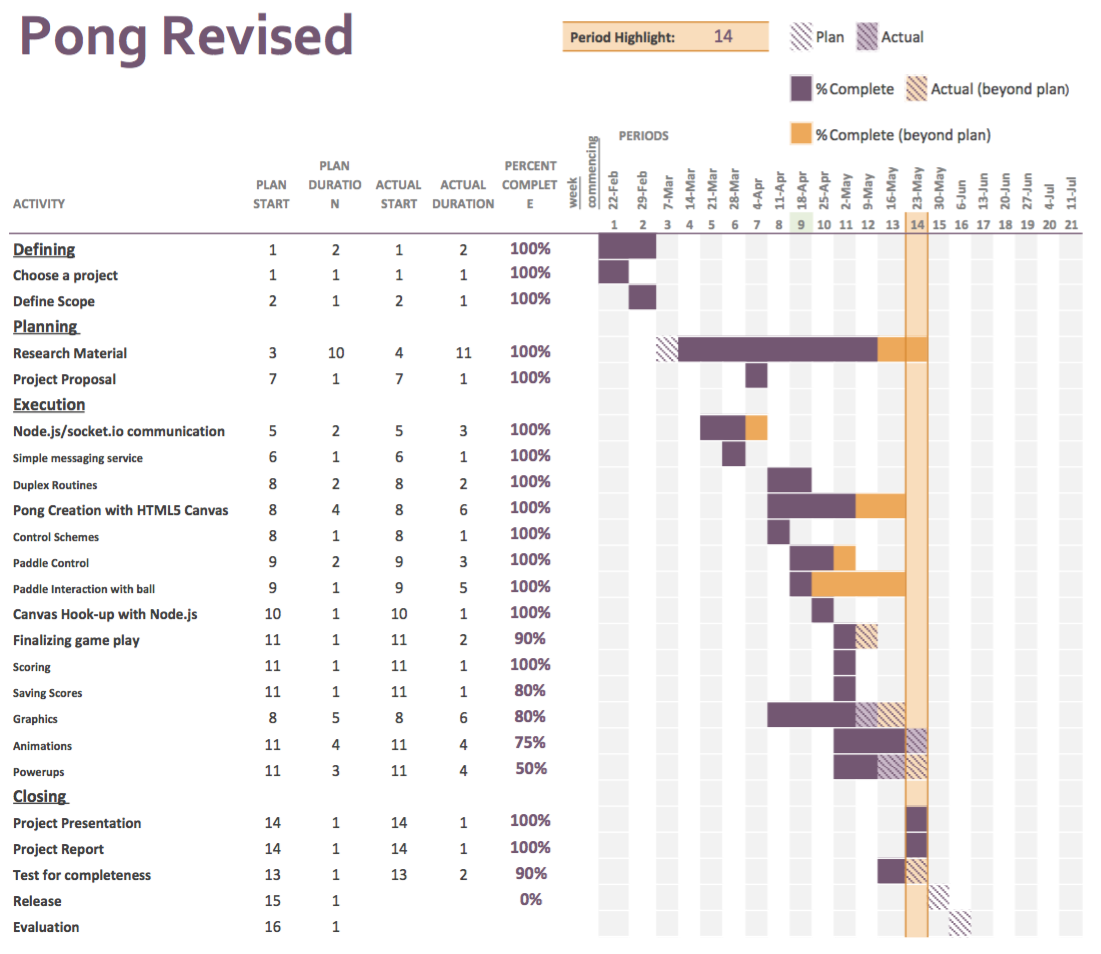 Pong Revised
Period Highlight: 14
Plan Actual
% Complete Actual (beyond plan)
% Complete (beyond plan)
PERIODS
ACTIVITY
PLAN START
PLAN DURATIO N
ACTUAL START
ACTUAL DURATION
PERCENT COMPLET E
week commencing
22-Feb 29-Feb 7-Mar 14-Mar 21-Mar 28-Mar 4-Apr 11-Apr 18-Apr 25-Apr 2-May 9-May 16-May 23-May 30-May 6-Jun 13-Jun 20-Jun 27-Jun 4-Jul 11-Jul
1 2 3 4 5 6 7 8 9 10 11 12 13 14 15 16 17 18 19 20 21
Defining 1 2 1 2 100%
Choose a project 1 1 1 1 100%
Define Scope 2 1 2 1 100%
Planning
Research Material 3 10 4 11 100%
Project Proposal 7 1 7 1 100%
Execution
Node.js/socket.io communication 5 2 5 3 100%
Simple messaging service 6 1 6 1 100%
Duplex Routines 8 2 8 2 100%
Pong Creation with HTML5 Canvas 8 4 8 6 100%
Control Schemes 8 1 8 1 100%
Paddle Control 9 2 9 3 100%
Paddle Interaction with ball 9 1 9 5 100%
Canvas Hook-up with Node.js 10 1 10 1 100%
Finalizing game play 11 1 11 2 90%
Scoring 11 1 11 1 100%
Saving Scores 11 1 11 1 80%
Graphics 8 5 8 6 80%
Animations 11 4 11 4 75%
Powerups 11 3 11 4 50%
Closing
Project Presentation 14 1 14 1 100%
Project Report 14 1 14 1 100%
Test for completeness 13 1 13 2 90%
Release 15 1 0%
Evaluation 16 1